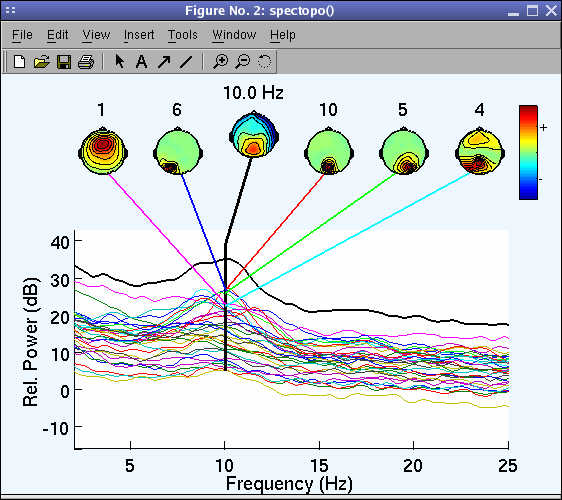 Figure No. 2: spectopo()
File Edit View Insert Tools Window Help
A
10.0 Hz
1 6 10 5 4
+
-
40
30
20
10
0
-10
Rel. Power (dB)
5 10 15 20 25
Frequency (Hz)